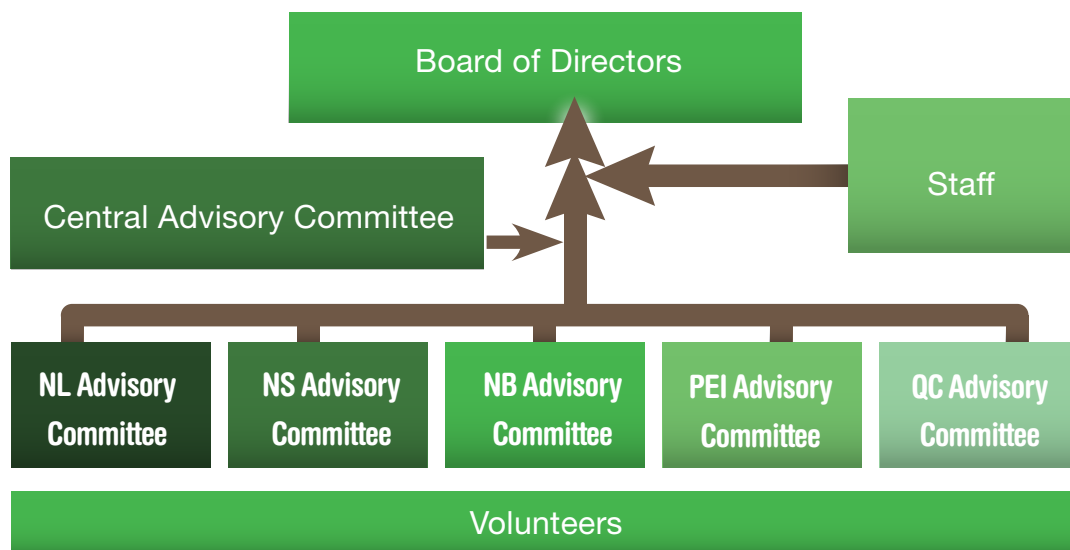 Board of Directors
Staff
Central Advisory Committee
NL Advisory
Committee
NS Advisory
Committee
NB Advisory
Committee
PEI Advisory
Committee
QC Advisory
Committee
Volunteers